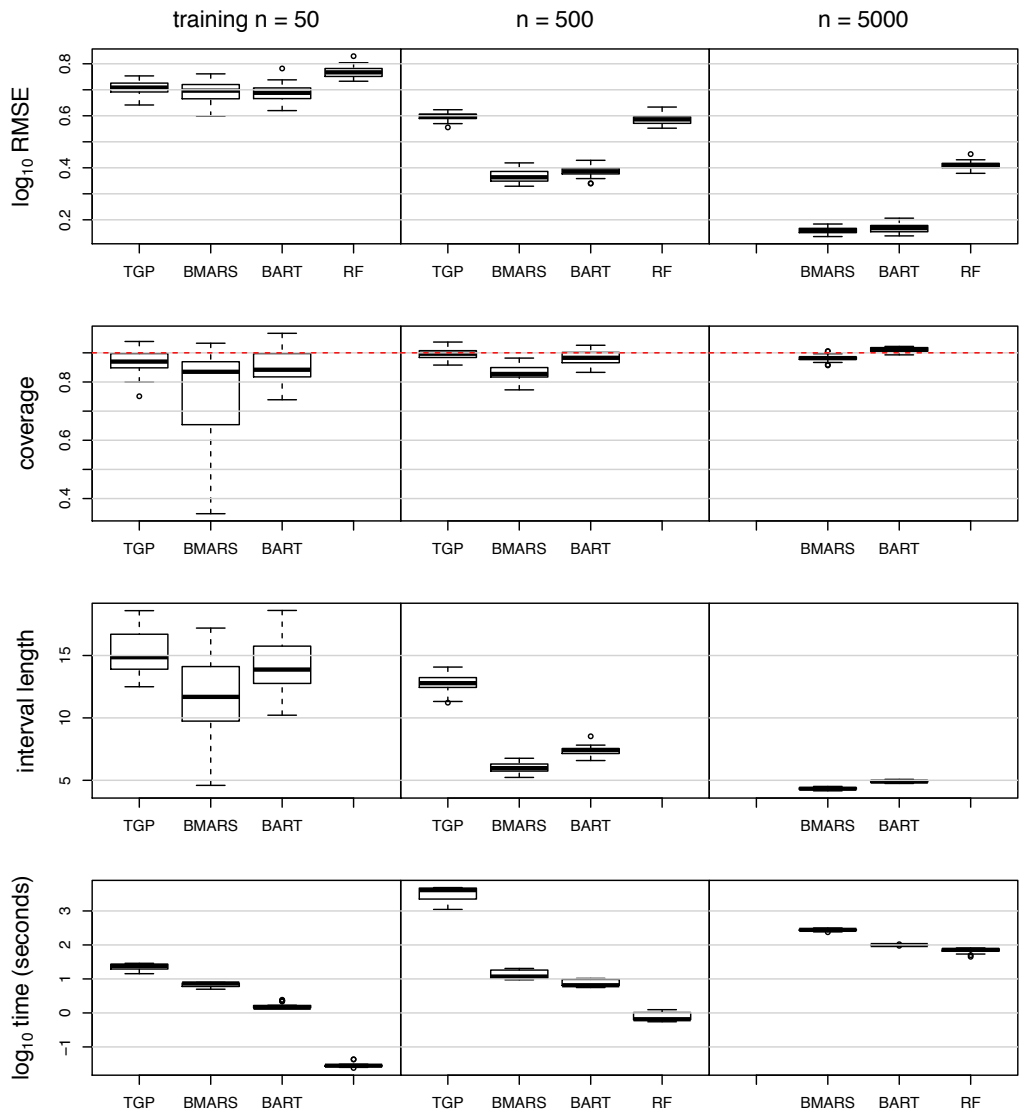 training n = 50 n = 500 n = 5000
log10 RMSE
0.8
0.6
0.4
0.2
TGP BMARS BART RF TGP BMARS BART RF BMARS BART RF
coverage
0.8
0.6
0.4
TGP BMARS BART TGP BMARS BART BMARS BART
interval length
15
10
5
TGP BMARS BART TGP BMARS BART BMARS BART
log10 time (seconds)
3
2
1
0
−1
TGP BMARS BART TGP BMARS BART RF BMARS BART RF